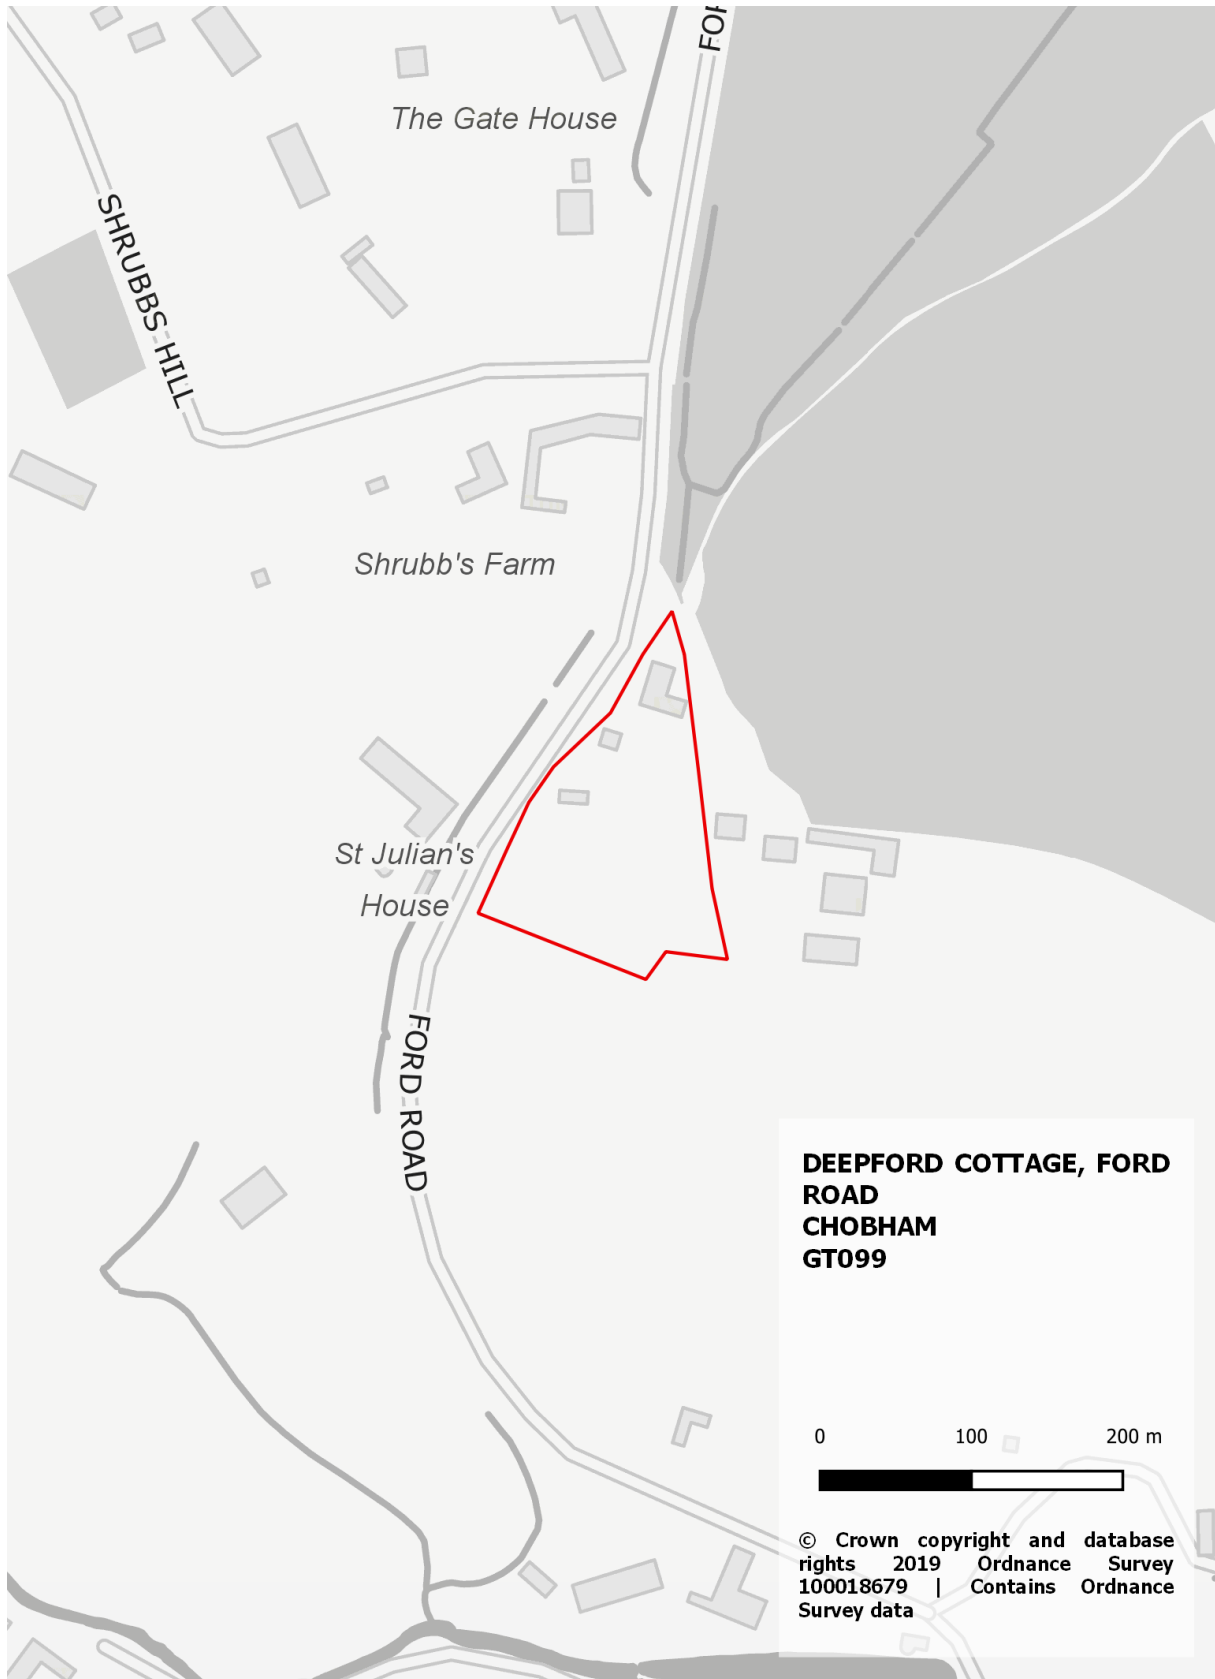 FOR
The Gate House
SHRUBBS HILL
Shrubb's Farm
St Julian's
House
FORD ROAD
DEEPFORD COTTAGE, FORD
ROAD
CHOBHAM
GT099
0 100 200 m
© Crown copyright and database
rights 2019 Ordnance Survey
100018679 | Contains Ordnance
Survey data